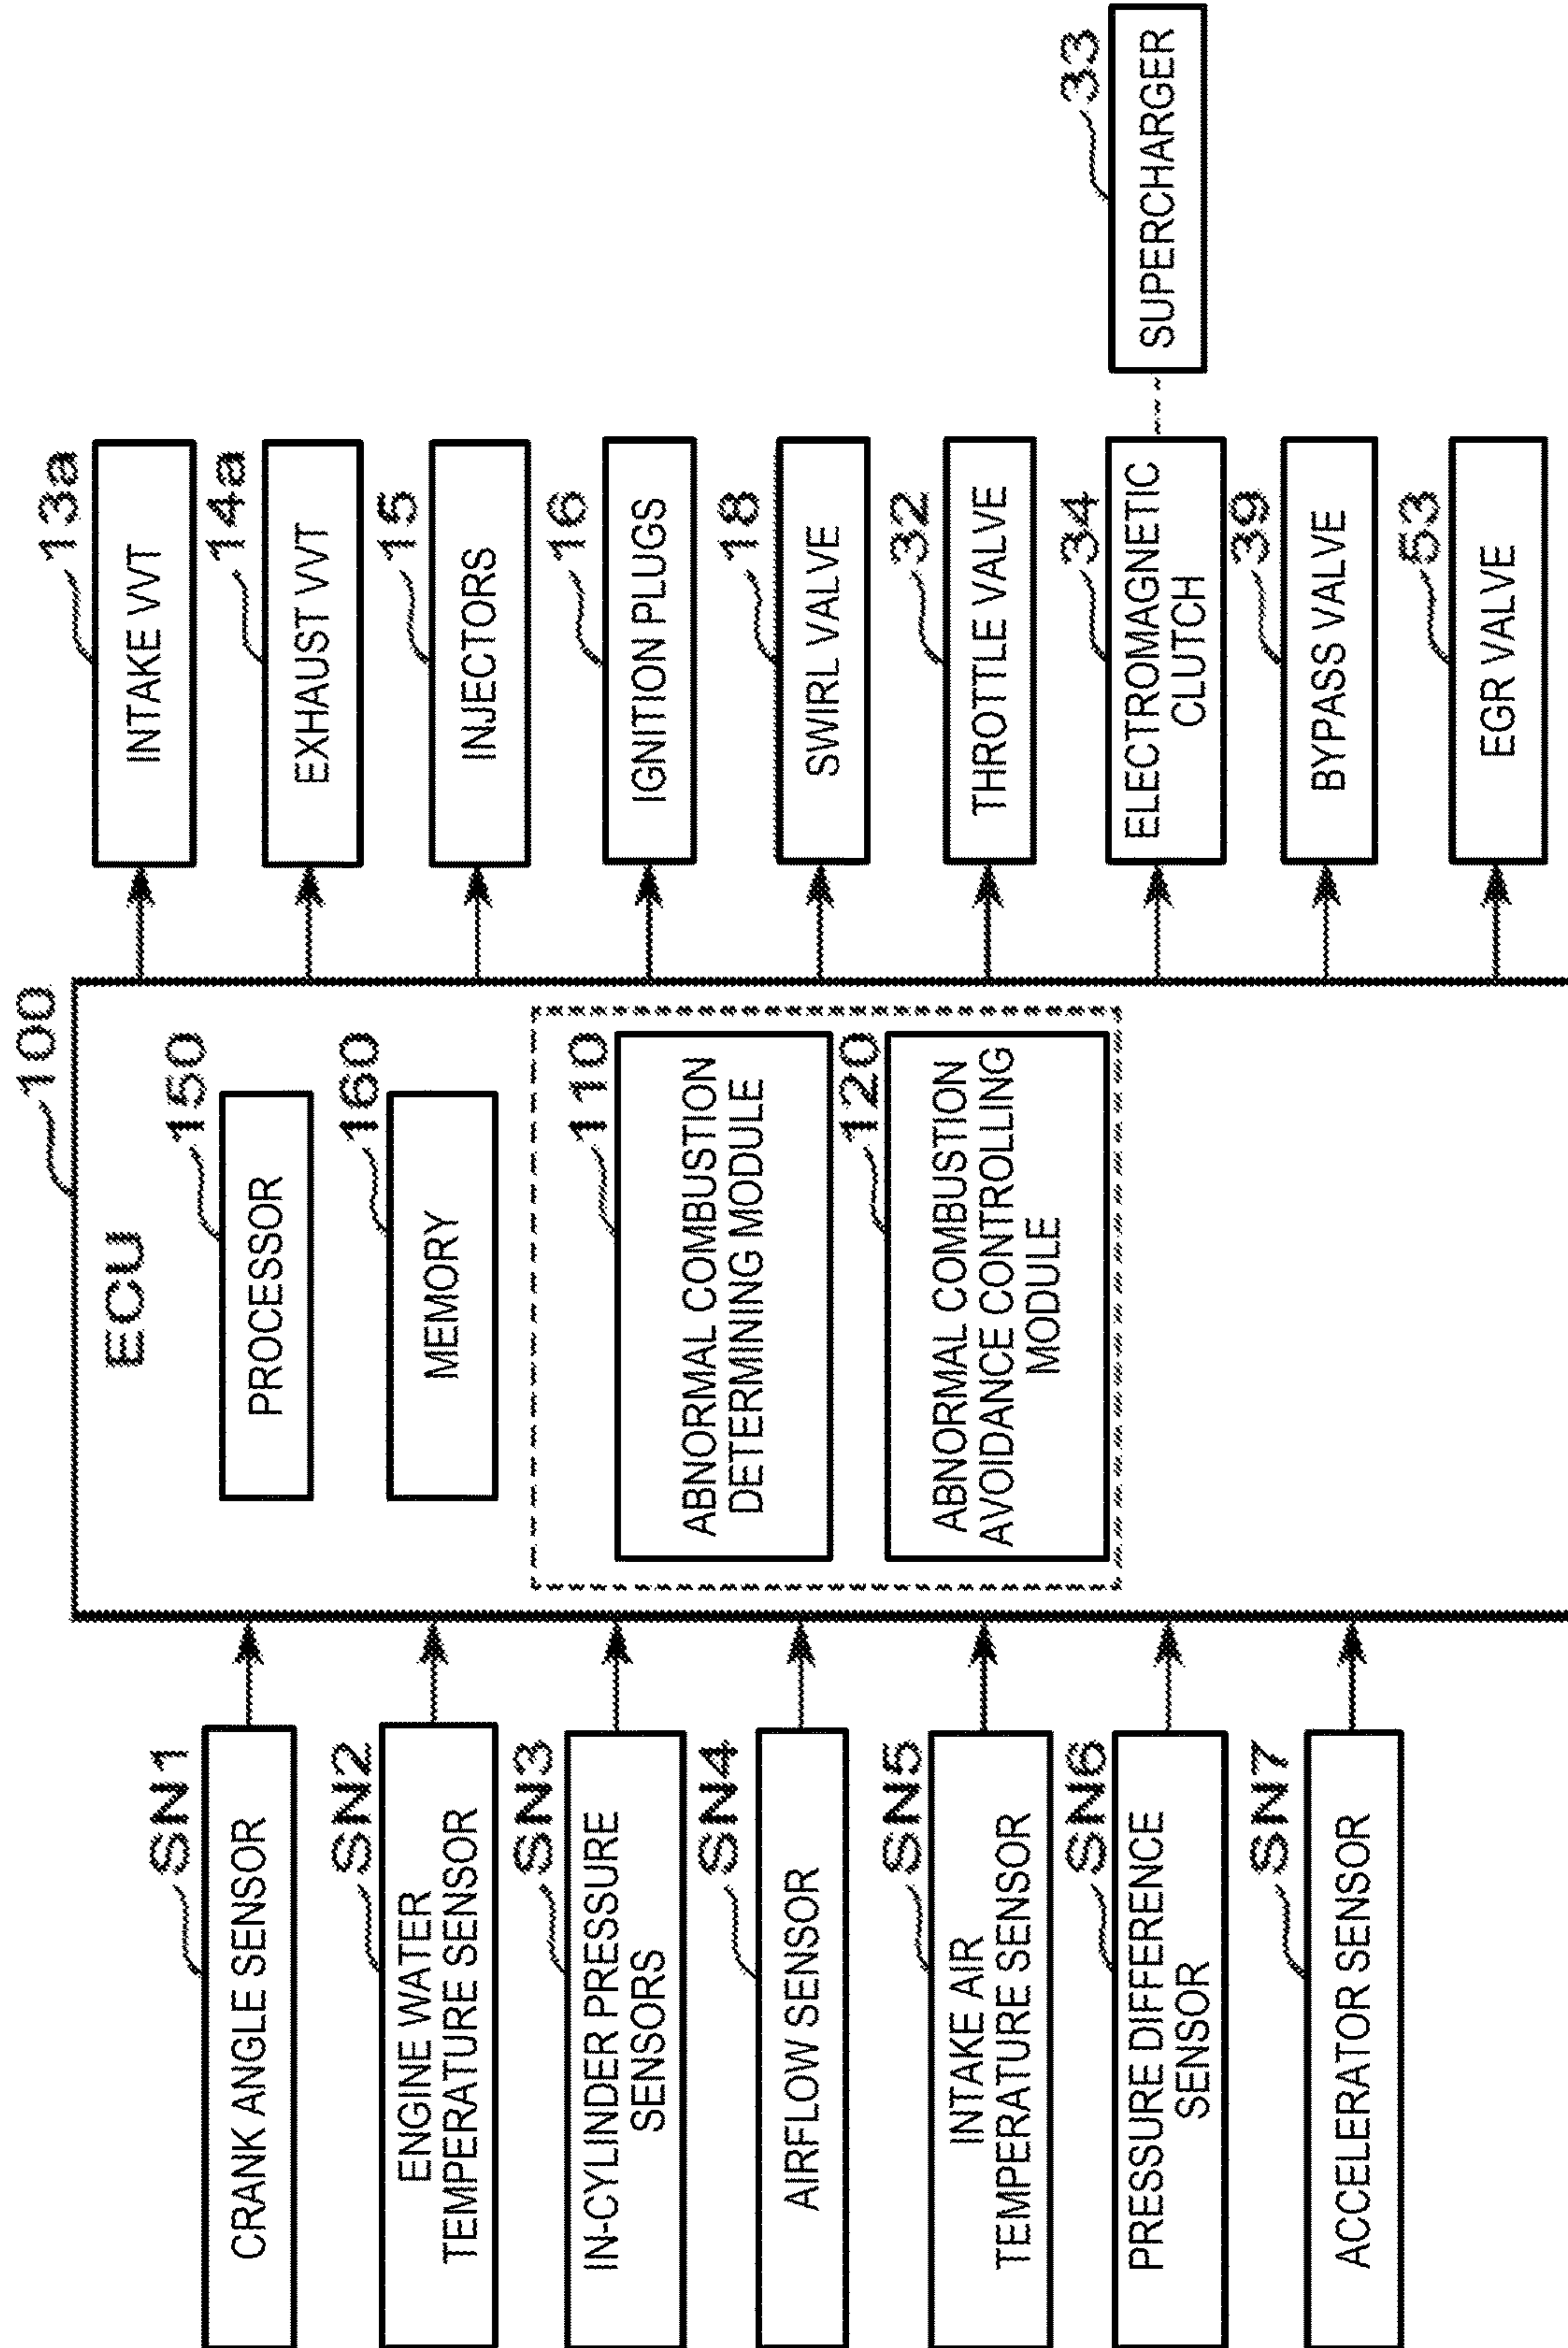 100
ECU
SN1
CRANK ANGLE SENSOR
SN2
ENGINE WATER
TEMPERATURE SENSOR
SN3
IN-CYLINDER PRESSURE
SENSORS
SN4
AIRFLOW SENSOR
SN5
INTAKE AIR
TEMPERATURE SENSOR
SN6
PRESSURE DIFFERENCE
SENSOR
SN7
ACCELERATOR SENSOR
150
PROCESSOR
160
MEMORY
110
ABNORMAL COMBUSTION
DETERMINING MODULE
120
ABNORMAL COMBUSTION
AVOIDANCE CONTROLLING
MODULE
13a
INTAKE VVT
14a
EXHAUST VVT
15
INJECTORS
16
IGNITION PLUGS
18
SWIRL VALVE
32
THROTTLE VALVE
34
ELECTROMAGNETIC
CLUTCH
33
SUPERCHARGER
39
BYPASS VALVE
53
EGR VALVE